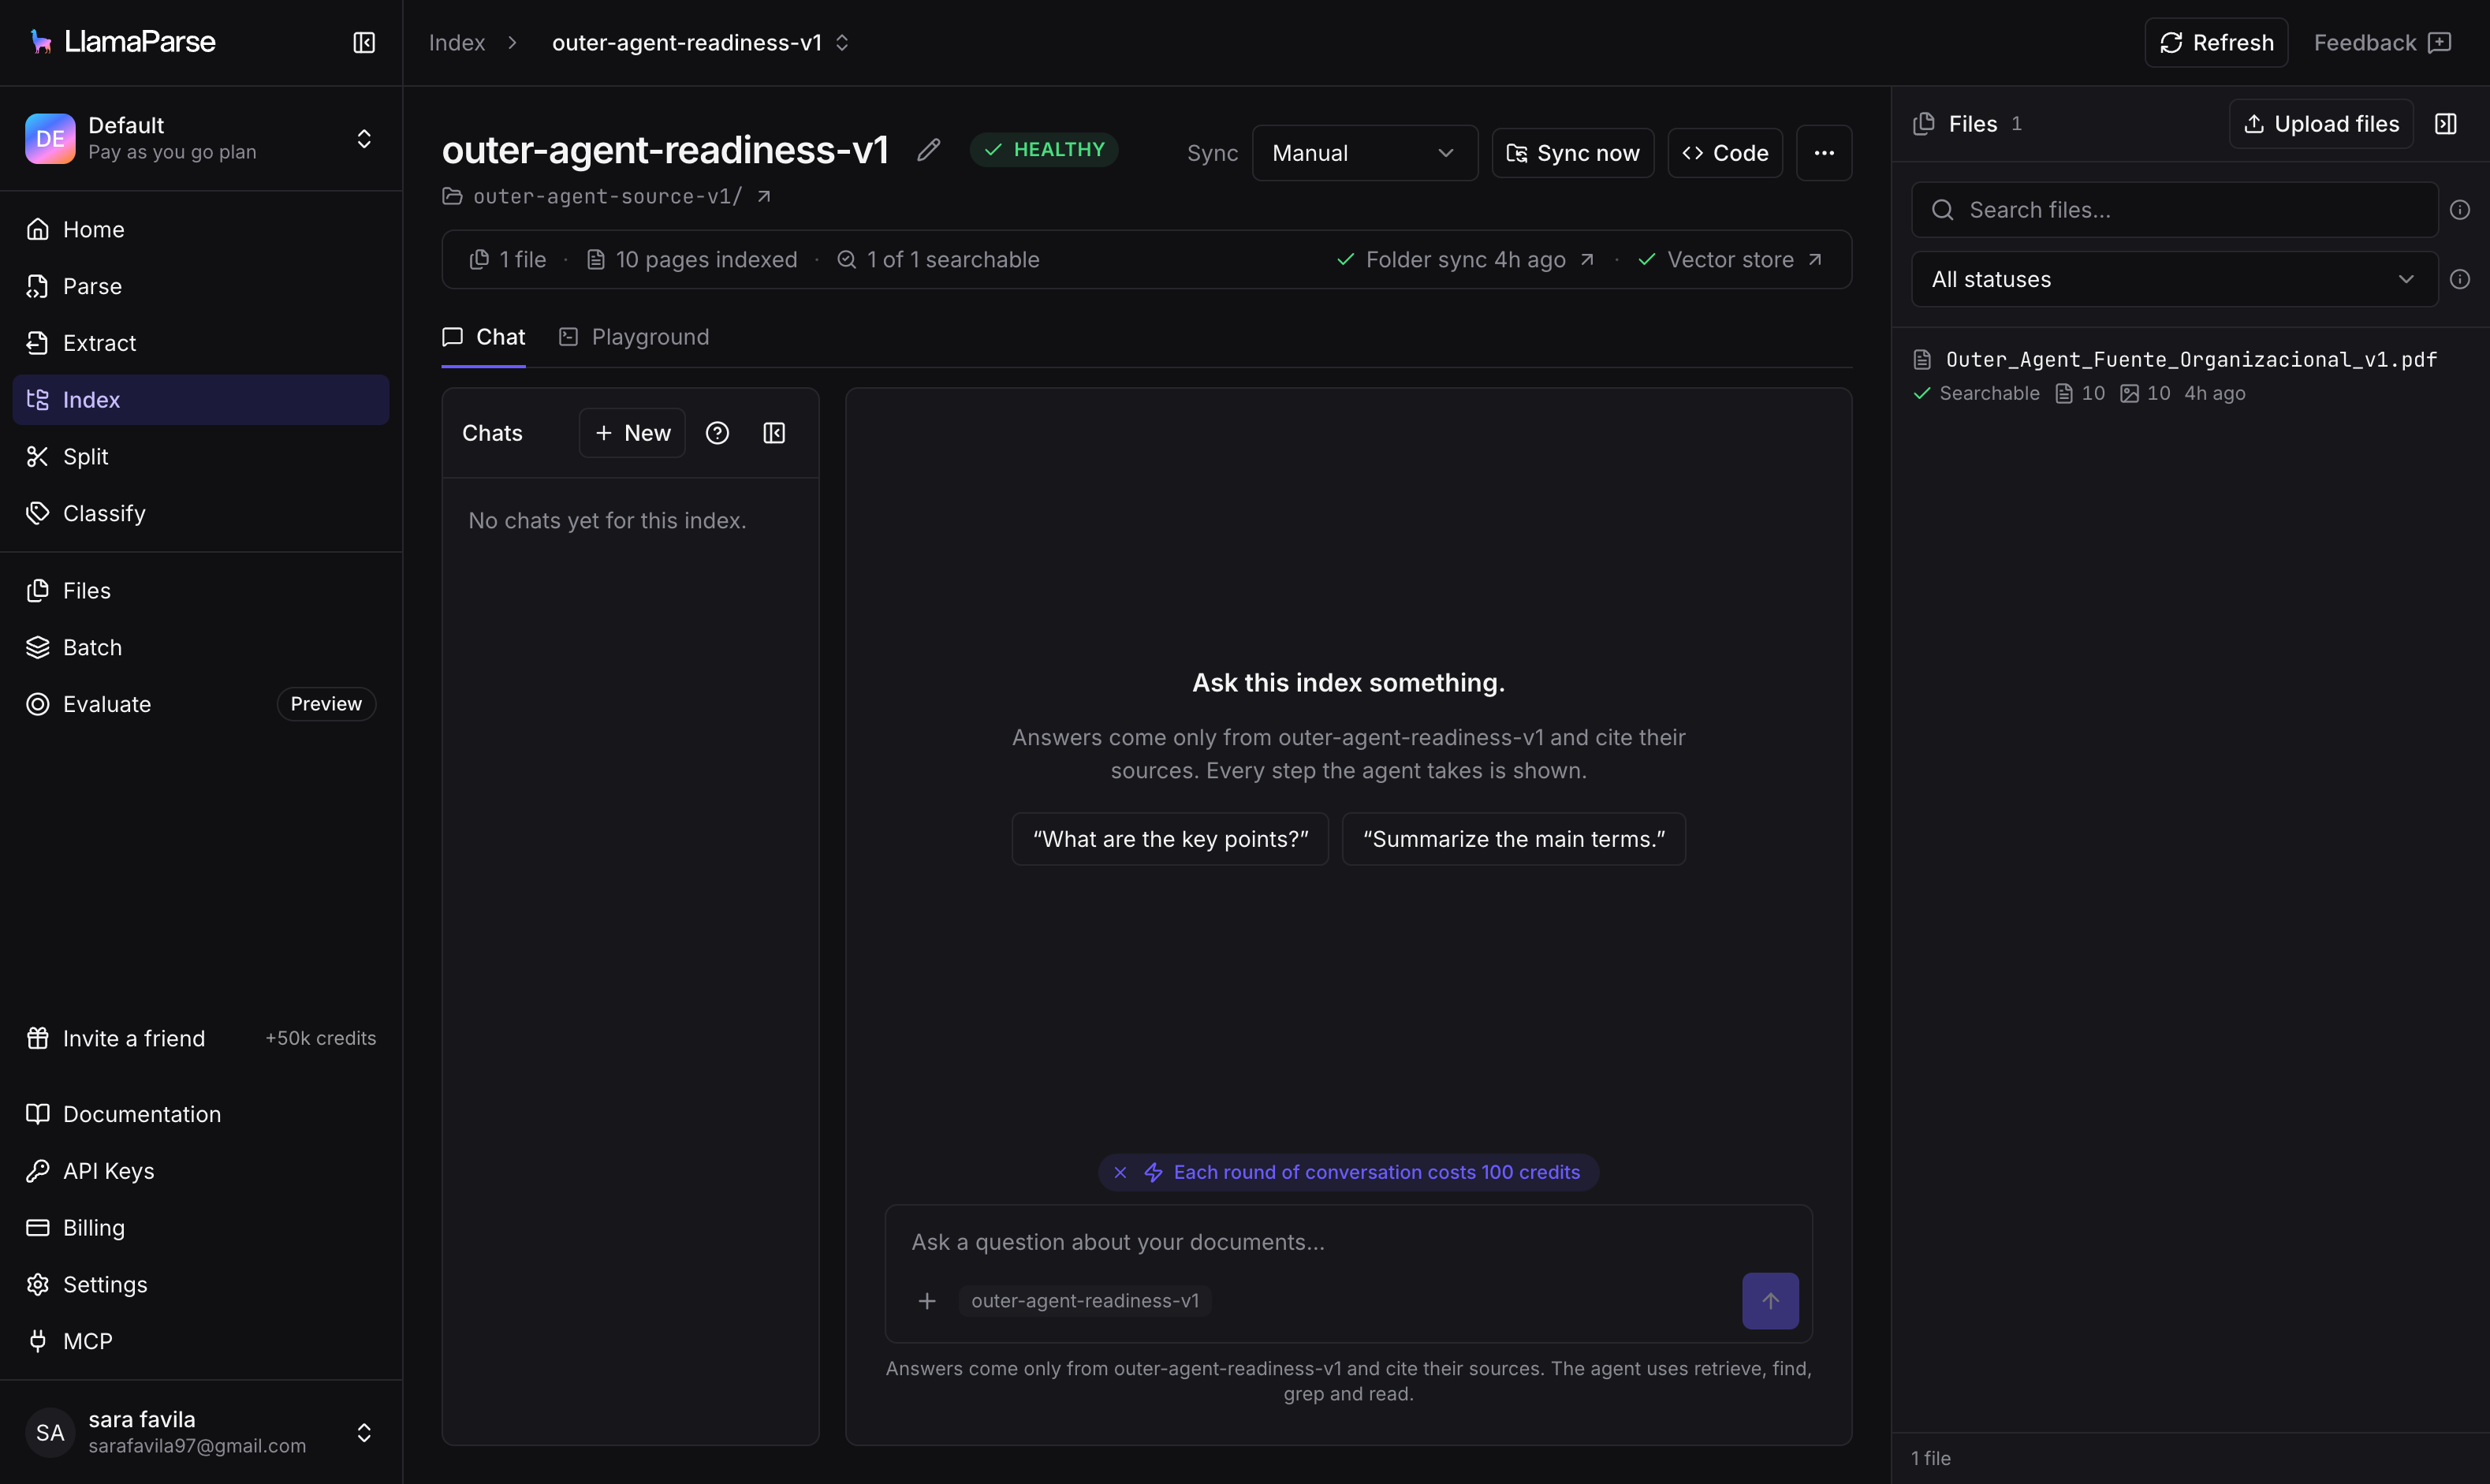 LlamaParse
DE
Default
Pay as you go plan
Home
Parse
Extract
Index
Split
Classify
Files
Batch
Evaluate Preview
Invite a friend +50k credits
Documentation
API Keys
Billing
Settings
MCP
SA
sara favila
sarafavila97@gmail.com
Index outer-agent-readiness-v1
Refresh Feedback
outer-agent-readiness-v1 HEALTHY
Sync Manual Sync now Code
outer-agent-source-v1/
1 file · 10 pages indexed · 1 of 1 searchable
Folder sync 4h ago · Vector store
Chat Playground
Chats New
No chats yet for this index.
Ask this index something.
Answers come only from outer-agent-readiness-v1 and cite their
sources. Every step the agent takes is shown.
“What are the key points?” “Summarize the main terms.”
Each round of conversation costs 100 credits
Ask a question about your documents...
outer-agent-readiness-v1
Answers come only from outer-agent-readiness-v1 and cite their sources. The agent uses retrieve, find,
grep and read.
Files 1 Upload files
Search files...
All statuses
Outer_Agent_Fuente_Organizacional_v1.pdf
Searchable 10 10 4h ago
1 file